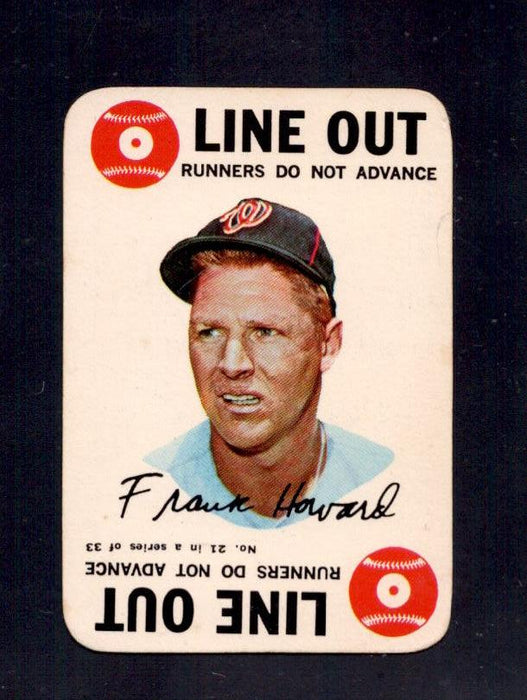 LINE OUT
RUNNERS DO NOT ADVANCE
W
Frank Howard
No. 21 in a series of 33
RUNNERS DO NOT ADVANCE
LINE OUT